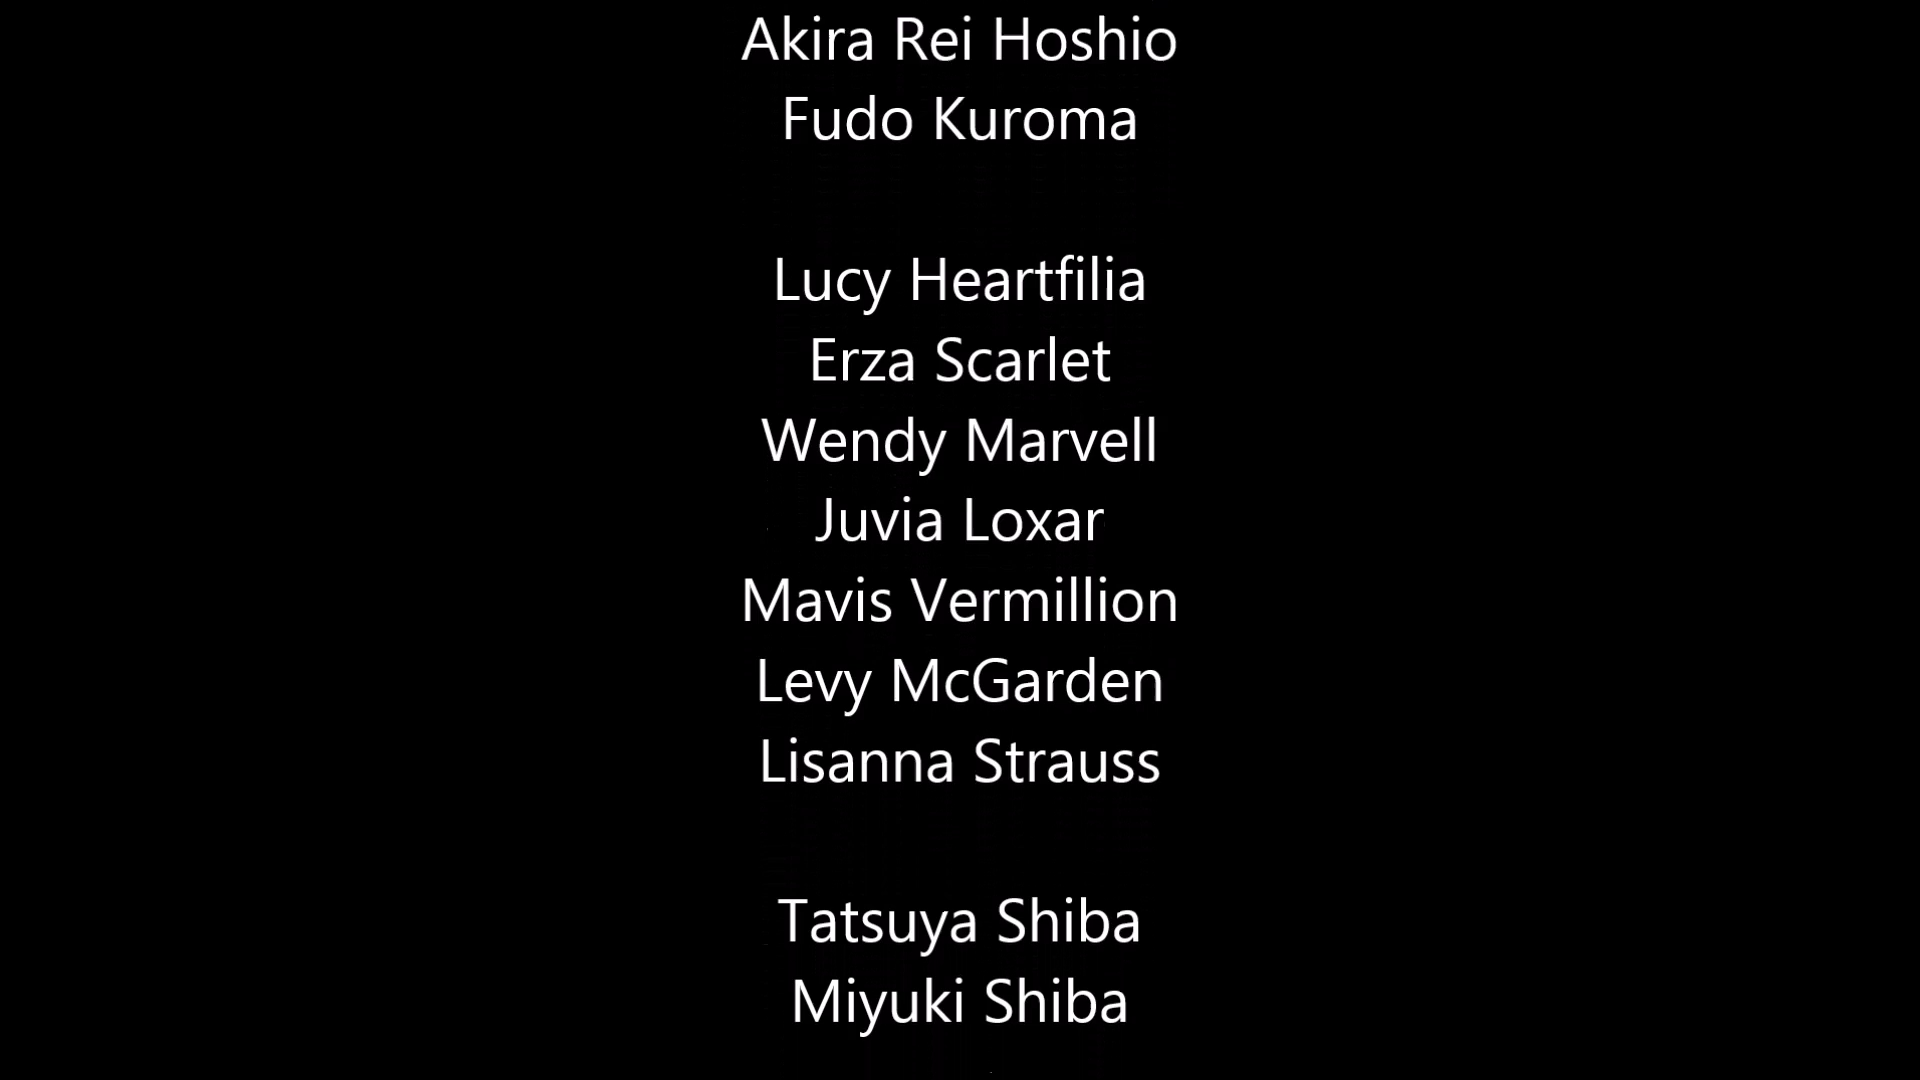 Akira Rei Hoshio
Fudo Kuroma
Lucy Heartfilia
Erza Scarlet
Wendy Marvell
Juvia Loxar
Mavis Vermillion
Levy McGarden
Lisanna Strauss
Tatsuya Shiba
Miyuki Shiba